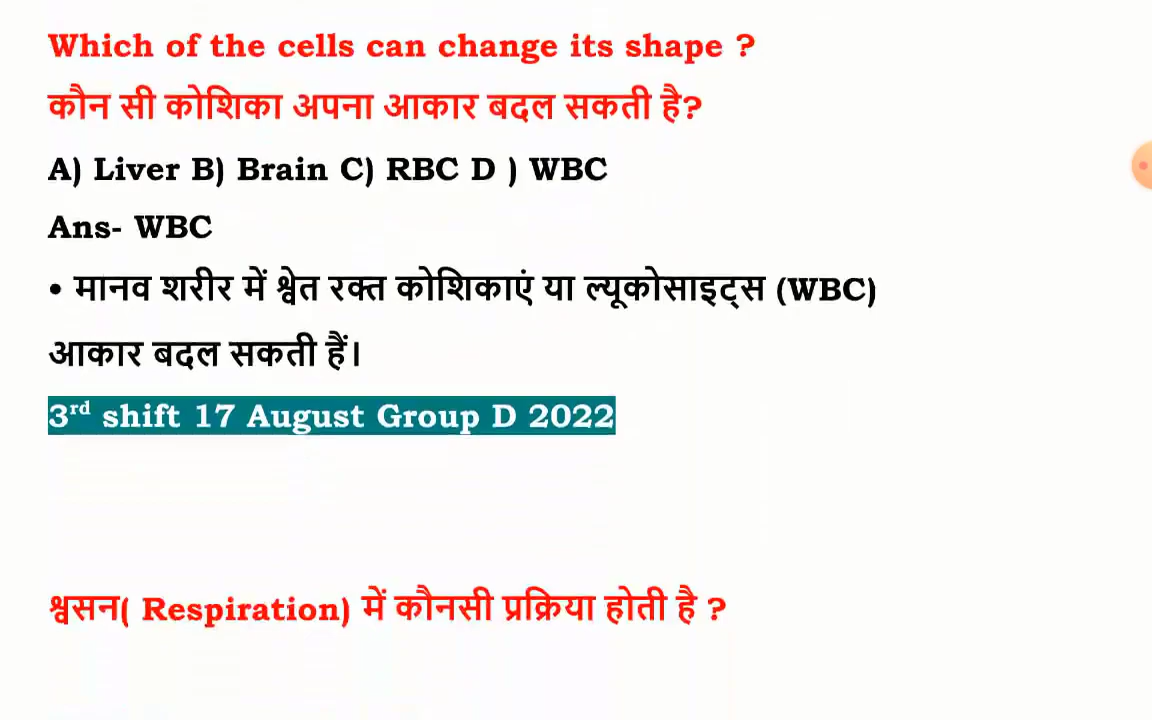 Which of the cells can change its shape ?
कौन सी कोशिका अपना आकार बदल सकती है?
A) Liver B) Brain C) RBC D ) WBC
Ans- WBC
• मानव शरीर में श्वेत रक्त कोशिकाएं या ल्यूकोसाइट्स (WBC)
आकार बदल सकती हैं।
3rd shift 17 August Group D 2022
श्वसन( Respiration) में कौनसी प्रक्रिया होती है ?